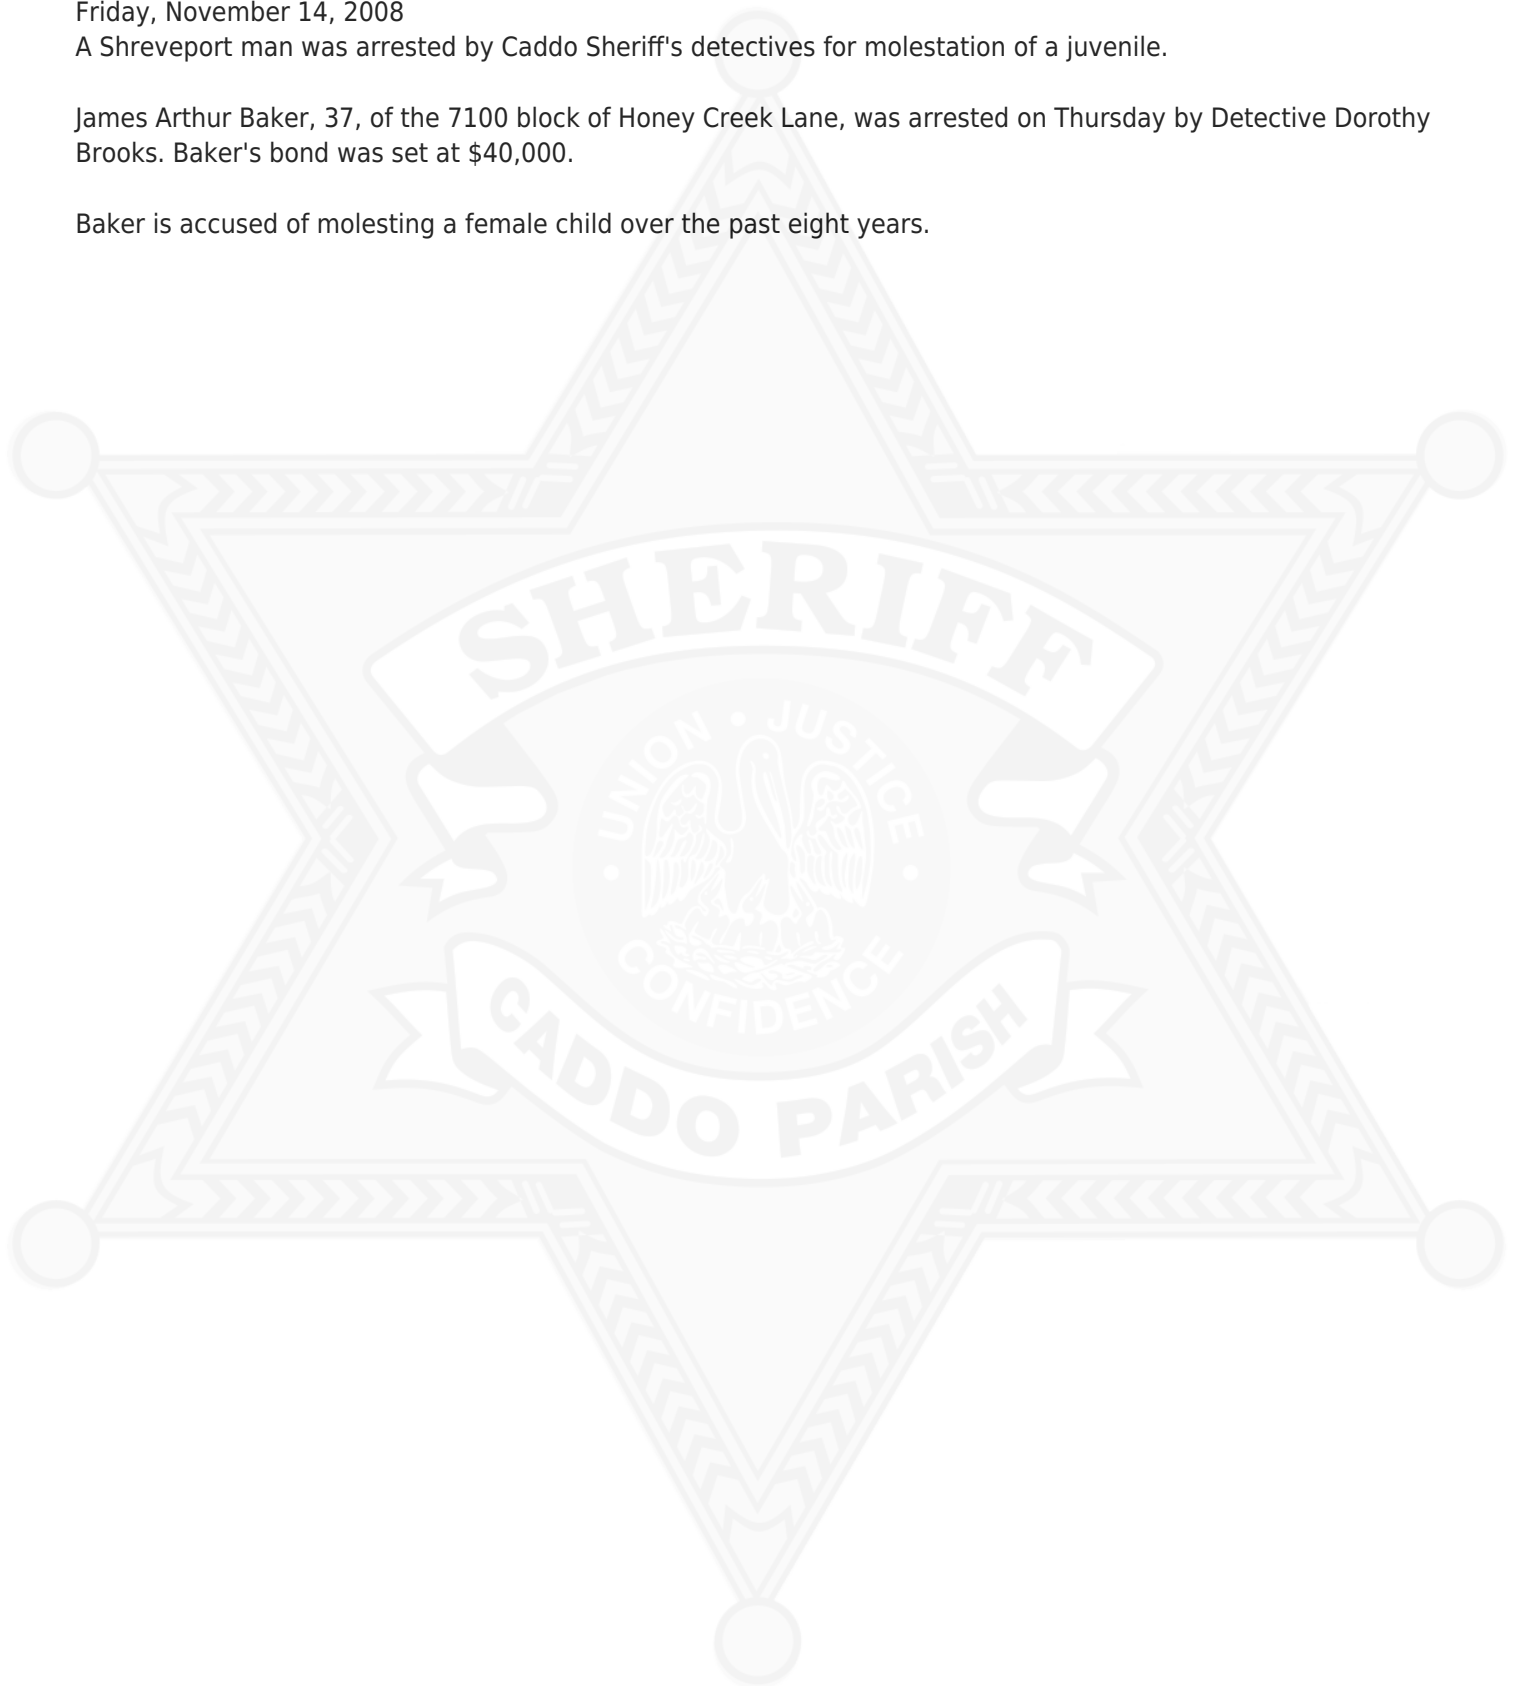 Friday, November 14, 2008
A Shreveport man was arrested by Caddo Sheriff's detectives for molestation of a juvenile.
James Arthur Baker, 37, of the 7100 block of Honey Creek Lane, was arrested on Thursday by Detective Dorothy
Brooks. Baker's bond was set at $40,000.
Baker is accused of molesting a female child over the past eight years.
SHERIFF
UNION • JUSTICE
• CONFIDENCE •
CADDO PARISH